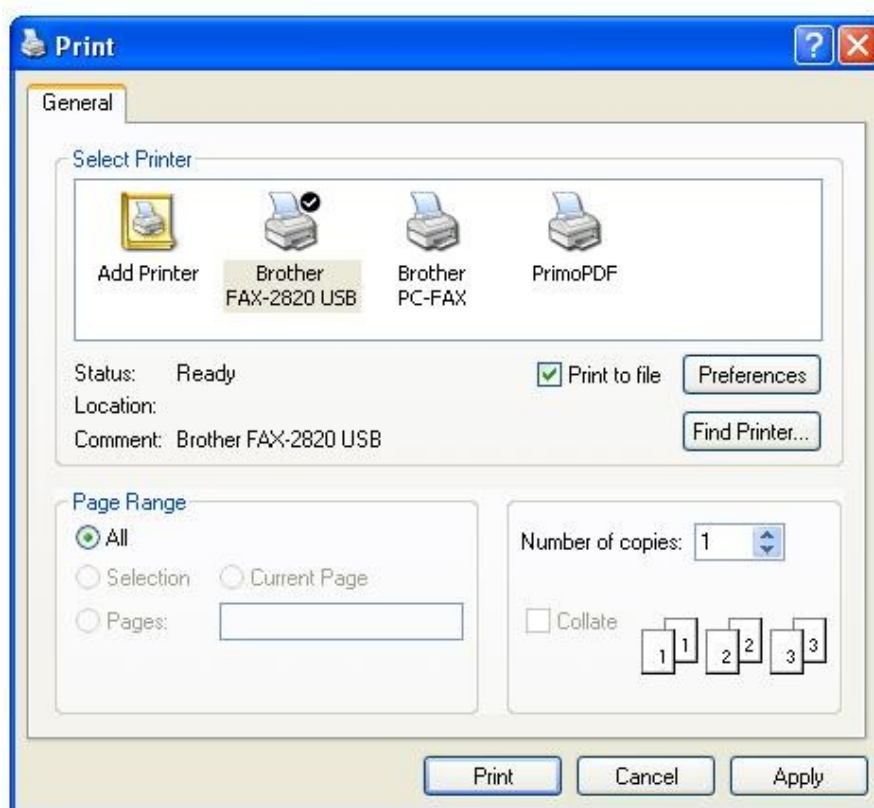 Print
General
Select Printer
Add Printer
Brother
FAX-2820 USB
Brother
PC-FAX
PrimoPDF
Status: Ready
Print to file
Preferences
Location:
Comment: Brother FAX-2820 USB
Find Printer...
Page Range
All
Selection
Current Page
Pages:
Number of copies: 1
Collate
1 1 2 2 3 3
Print
Cancel
Apply